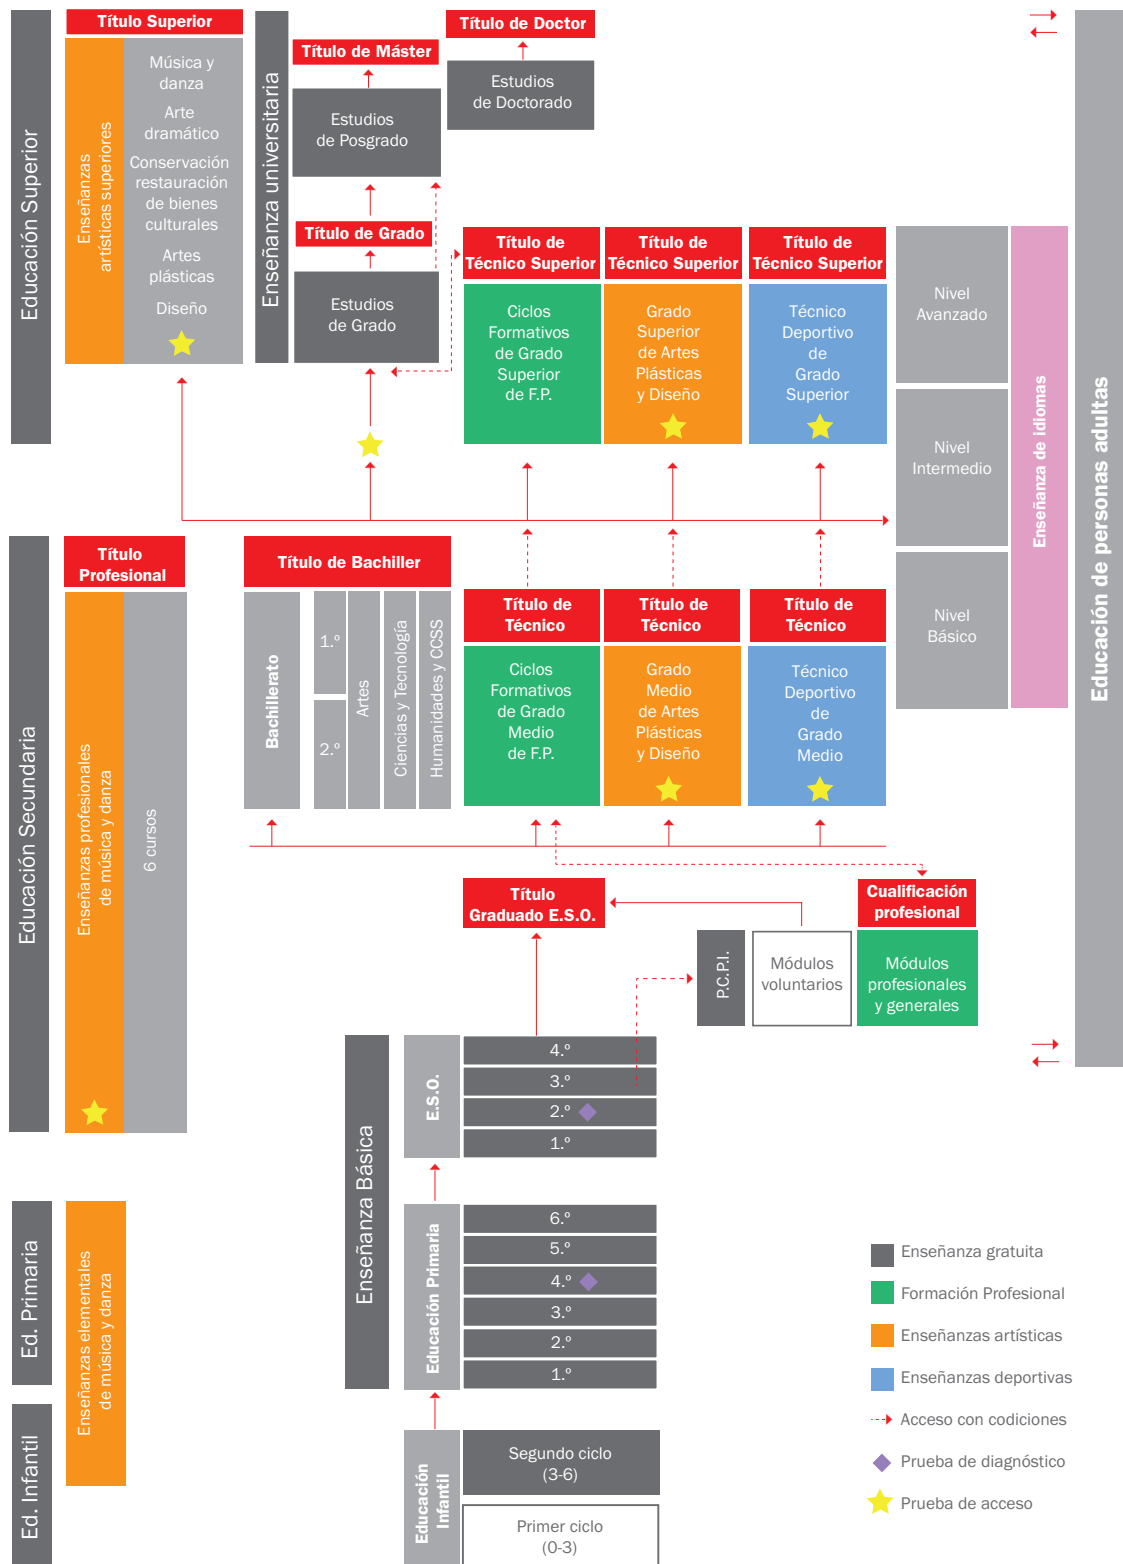 Educación Superior
Título Superior
Enseñanzas
artísticas superiores
Música y
danza
Arte
dramático
Conservación
restauración
de bienes
culturales
Artes
plásticas
Diseño
Enseñanza universitaria
Título de Máster
Estudios
de Posgrado
Título de Grado
Estudios
de Grado
Título de Doctor
Estudios
de Doctorado
Título de
Técnico Superior
Ciclos
Formativos
de Grado
Superior
de F.P.
Título de
Técnico Superior
Grado
Superior
de Artes
Plásticas
y Diseño
Título de
Técnico Superior
Técnico
Deportivo
de
Grado
Superior
Nivel
Avanzado
Nivel
Intermedio
Nivel
Básico
Enseñanza de idiomas
Educación de personas adultas
Educación Secundaria
Título
Profesional
Enseñanzas profesionales
de música y danza
6 cursos
Título de Bachiller
Bachillerato
1.º
2.º
Artes
Ciencias y Tecnología
Humanidades y CCSS
Título de
Técnico
Ciclos
Formativos
de Grado
Medio
de F.P.
Título de
Técnico
Grado
Medio
de Artes
Plásticas
y Diseño
Título de
Técnico
Técnico
Deportivo
de
Grado
Medio
Título
Graduado E.S.O.
P.C.P.I.
Módulos
voluntarios
Cualificación
profesional
Módulos
profesionales
y generales
Enseñanza Básica
E.S.O.
4.º
3.º
2.º
1.º
Ed. Primaria
Enseñanzas elementales
de música y danza
Educación Primaria
6.º
5.º
4.º
3.º
2.º
1.º
Ed. Infantil
Educación
Infantil
Segundo ciclo
(3-6)
Primer ciclo
(0-3)
Enseñanza gratuita
Formación Profesional
Enseñanzas artísticas
Enseñanzas deportivas
Acceso con codiciones
Prueba de diagnóstico
Prueba de acceso